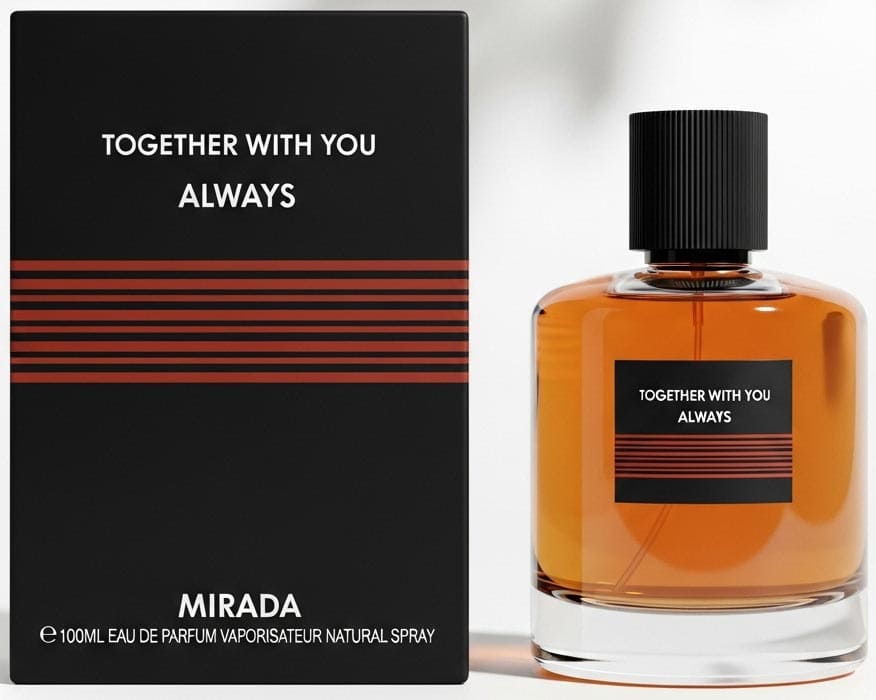 TOGETHER WITH YOU
ALWAYS
MIRADA
℮ 100ML EAU DE PARFUM VAPORISATEUR NATURAL SPRAY
TOGETHER WITH YOU
ALWAYS